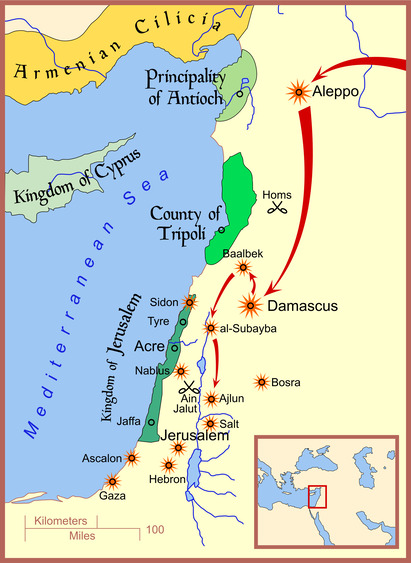 Armenian Cilicia
Principality
of Antioch
Aleppo
Kingdom of Cyprus
Mediterranean Sea
Homs
County of
Tripoli
Baalbek
Sidon
Damascus
Tyre
al-Subayba
Kingdom of Jerusalem
Acre
Nablus
Bosra
Ain
Jalut
Ajlun
Jaffa
Salt
Jerusalem
Ascalon
Hebron
Gaza
Kilometers
100
Miles